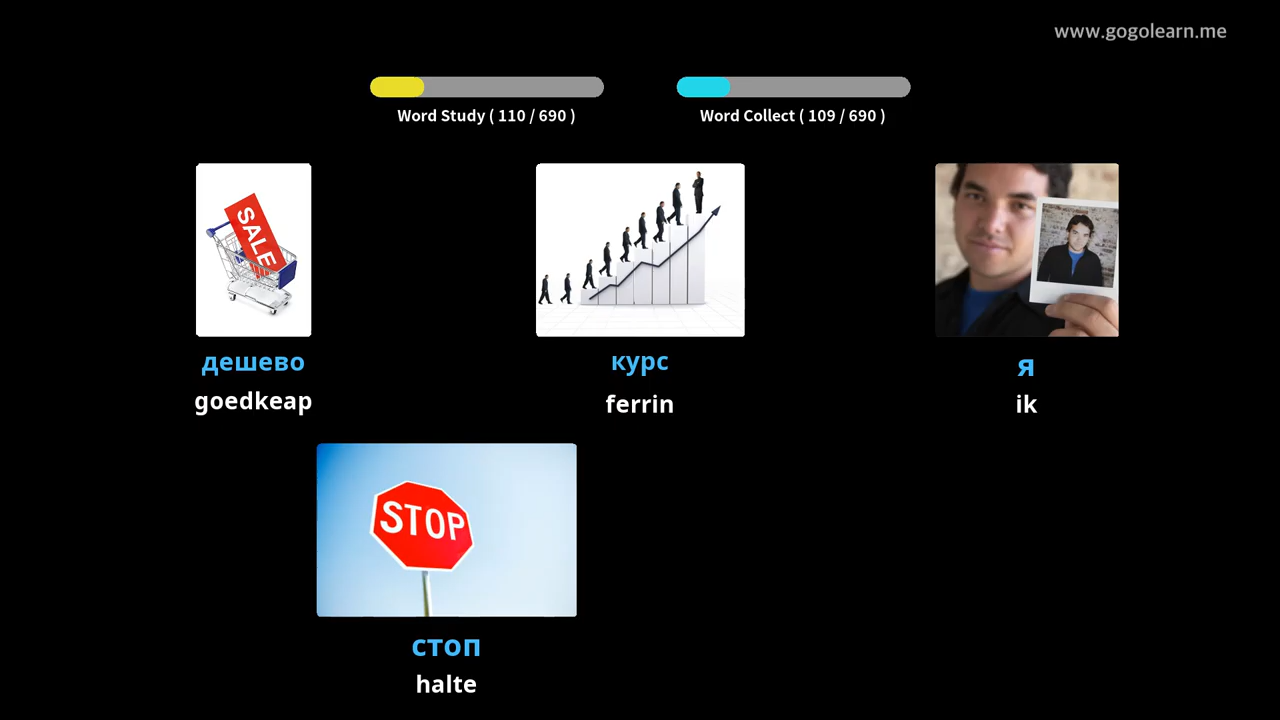 www.gogolearn.me
Word Study ( 110 / 690 )
Word Collect ( 109 / 690 )
SALE
дешево
goedkeap
курс
ferrin
я
ik
STOP
стоп
halte